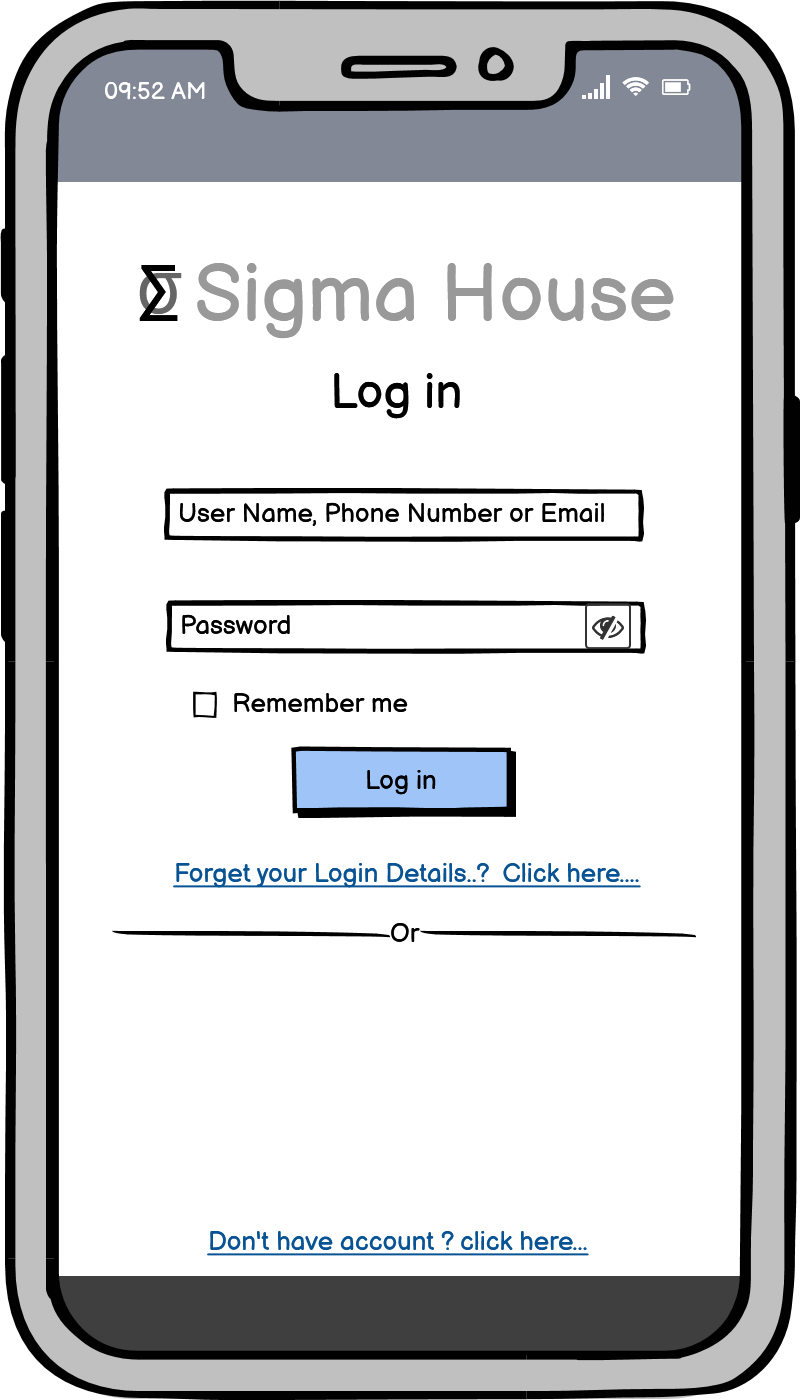 09:52 AM
σ Σ Sigma House
Log in
User Name, Phone Number or Email
Password
Remember me
Log in
Forget your Login Details..? Click here....
Or
Don't have account ? click here...